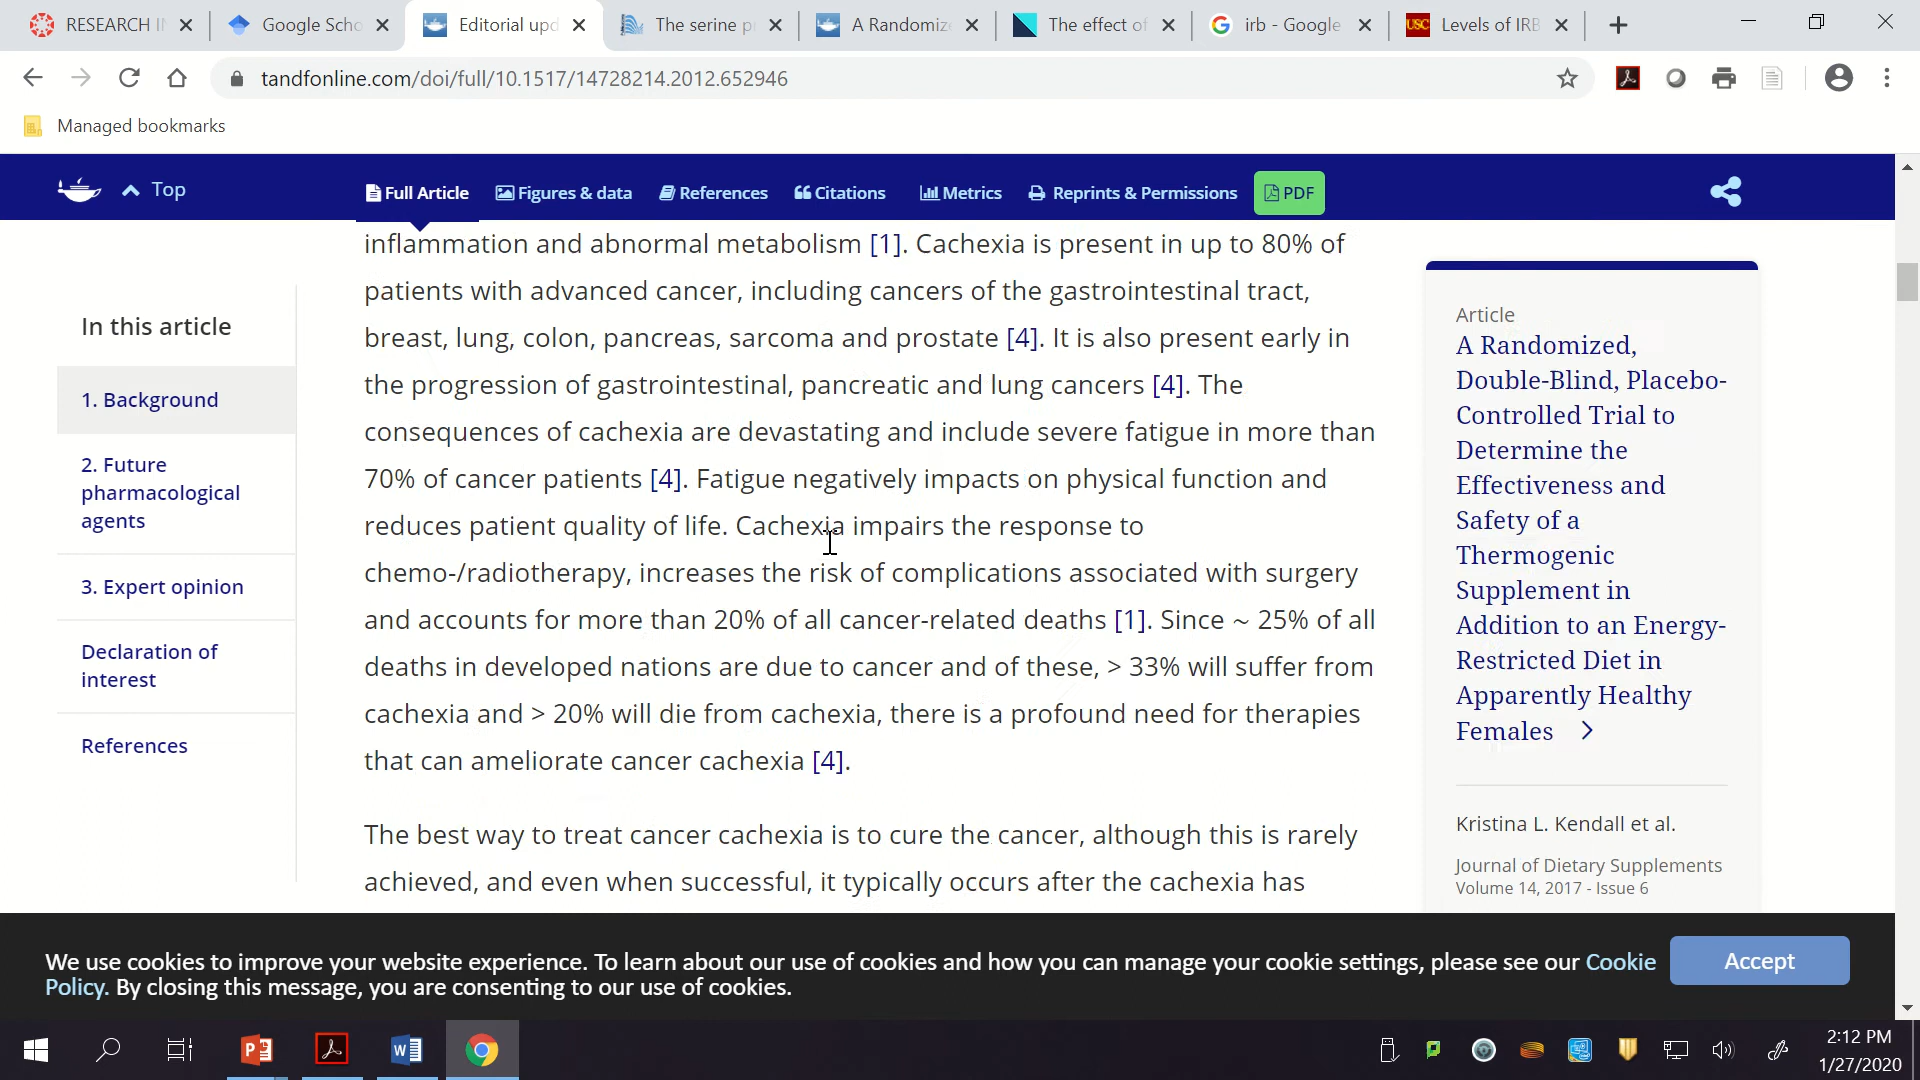 RESEARCH I
Google Scho
Editorial upd
The serine p
A Randomize
The effect of
irb - Google
USC
Levels of IRB
tandfonline.com/doi/full/10.1517/14728214.2012.652946
Managed bookmarks
Top
Full Article
Figures & data
References
Citations
Metrics
Reprints & Permissions
PDF
In this article
1. Background
2. Future
pharmacological
agents
3. Expert opinion
Declaration of
interest
References
inflammation and abnormal metabolism [1]. Cachexia is present in up to 80% of
patients with advanced cancer, including cancers of the gastrointestinal tract,
breast, lung, colon, pancreas, sarcoma and prostate [4]. It is also present early in
the progression of gastrointestinal, pancreatic and lung cancers [4]. The
consequences of cachexia are devastating and include severe fatigue in more than
70% of cancer patients [4]. Fatigue negatively impacts on physical function and
reduces patient quality of life. Cachexia impairs the response to
chemo-/radiotherapy, increases the risk of complications associated with surgery
and accounts for more than 20% of all cancer-related deaths [1]. Since ~ 25% of all
deaths in developed nations are due to cancer and of these, > 33% will suffer from
cachexia and > 20% will die from cachexia, there is a profound need for therapies
that can ameliorate cancer cachexia [4].
The best way to treat cancer cachexia is to cure the cancer, although this is rarely
achieved, and even when successful, it typically occurs after the cachexia has
Article
A Randomized,
Double-Blind, Placebo-
Controlled Trial to
Determine the
Effectiveness and
Safety of a
Thermogenic
Supplement in
Addition to an Energy-
Restricted Diet in
Apparently Healthy
Females
Kristina L. Kendall et al.
Journal of Dietary Supplements
Volume 14, 2017 - Issue 6
We use cookies to improve your website experience. To learn about our use of cookies and how you can manage your cookie settings, please see our Cookie
Policy. By closing this message, you are consenting to our use of cookies.
Accept
2:12 PM
1/27/2020